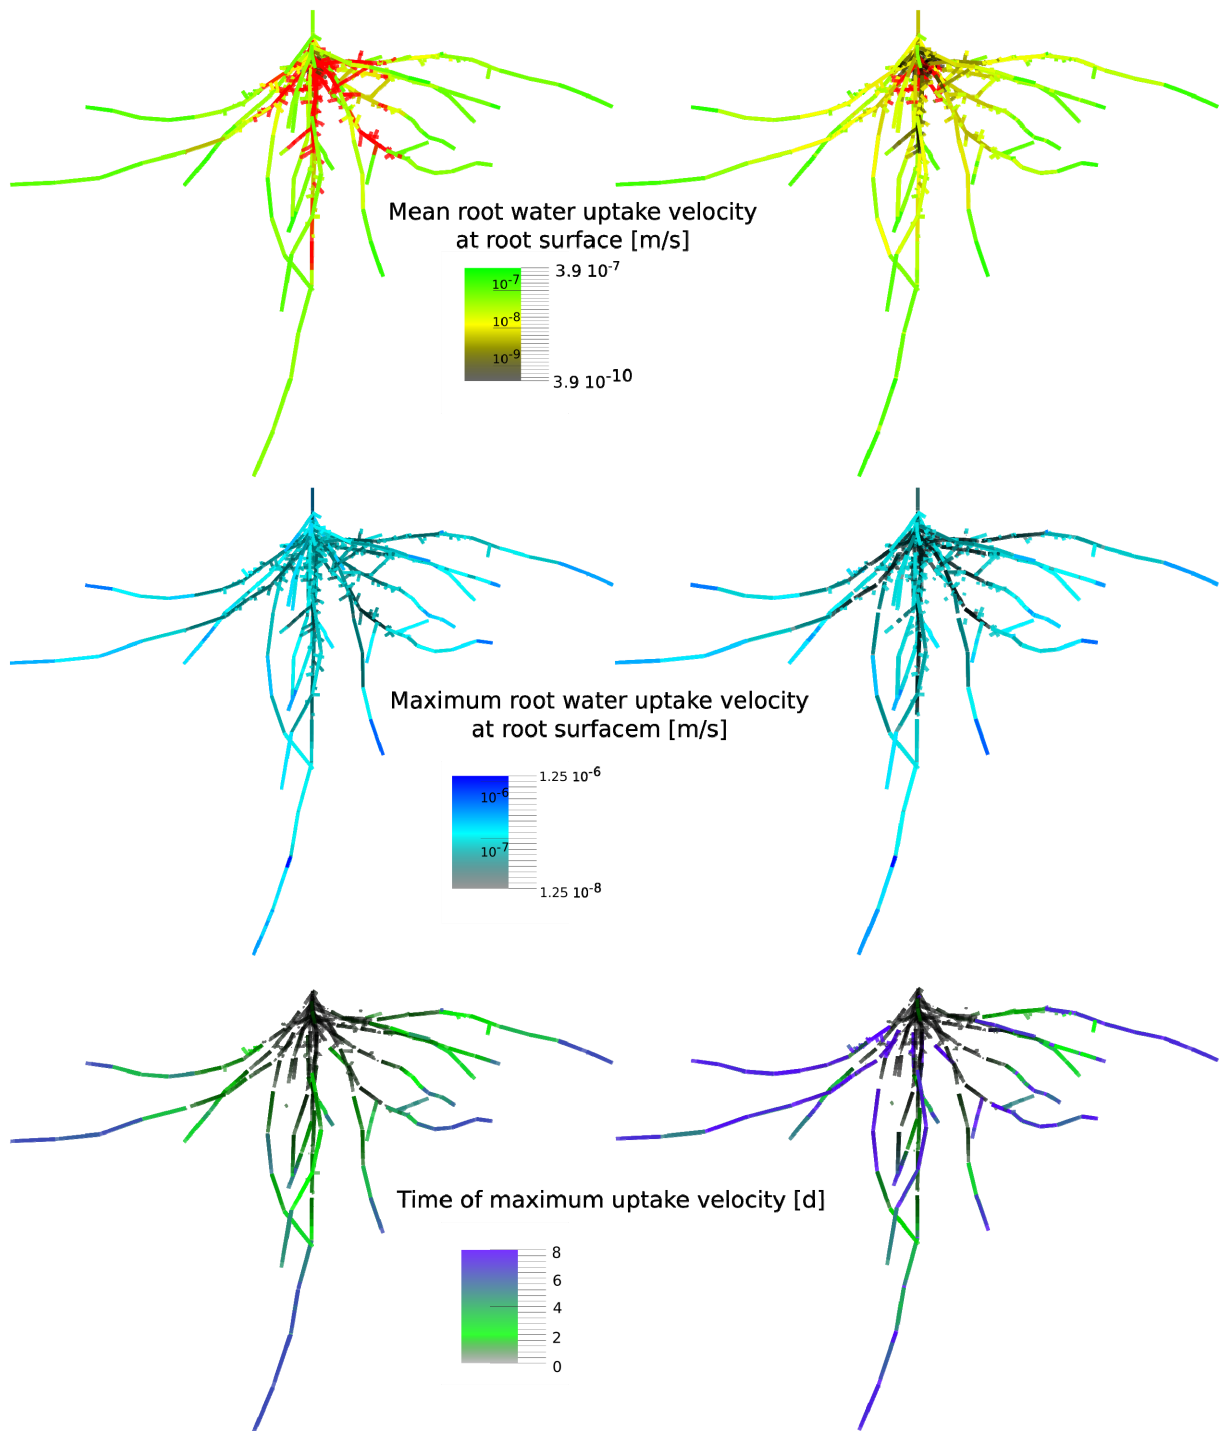 Mean root water uptake velocity
at root surface [m/s]
3.9 10-7
10-7
10-8
10-9
3.9 10-10
Maximum root water uptake velocity
at root surfacem [m/s]
1.25 10-6
10-6
10-7
1.25 10-8
Time of maximum uptake velocity [d]
8
6
4
2
0